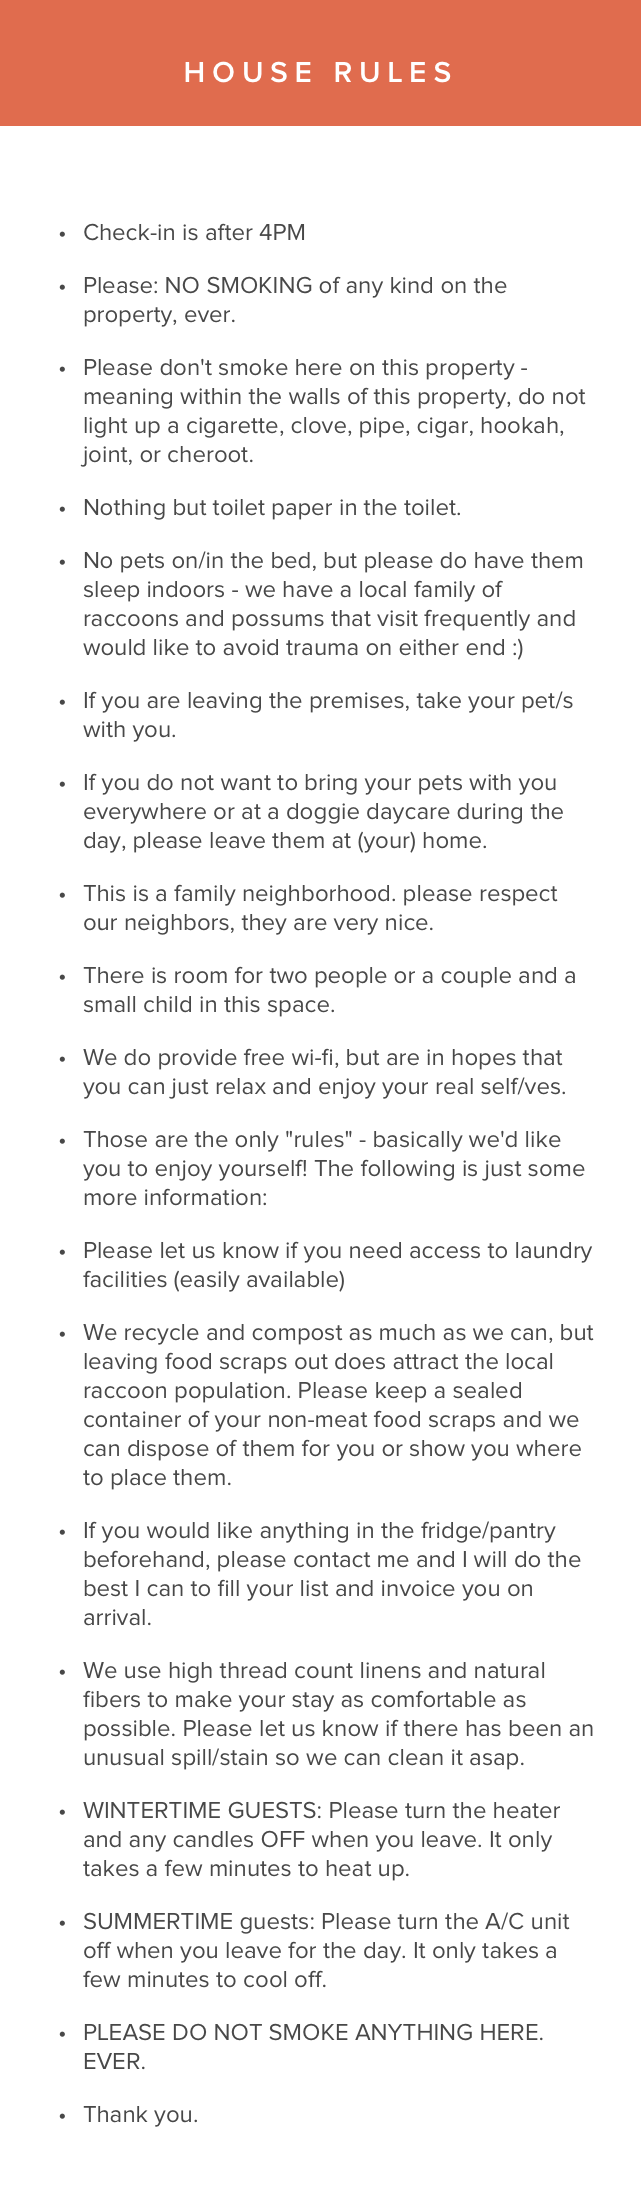 HOUSE RULES
• Check-in is after 4PM
• Please: NO SMOKING of any kind on the
property, ever.
• Please don't smoke here on this property -
meaning within the walls of this property, do not
light up a cigarette, clove, pipe, cigar, hookah,
joint, or cheroot.
• Nothing but toilet paper in the toilet.
• No pets on/in the bed, but please do have them
sleep indoors - we have a local family of
raccoons and possums that visit frequently and
would like to avoid trauma on either end :)
• If you are leaving the premises, take your pet/s
with you.
• If you do not want to bring your pets with you
everywhere or at a doggie daycare during the
day, please leave them at (your) home.
• This is a family neighborhood. please respect
our neighbors, they are very nice.
• There is room for two people or a couple and a
small child in this space.
• We do provide free wi-fi, but are in hopes that
you can just relax and enjoy your real self/ves.
• Those are the only "rules" - basically we'd like
you to enjoy yourself! The following is just some
more information:
• Please let us know if you need access to laundry
facilities (easily available)
• We recycle and compost as much as we can, but
leaving food scraps out does attract the local
raccoon population. Please keep a sealed
container of your non-meat food scraps and we
can dispose of them for you or show you where
to place them.
• If you would like anything in the fridge/pantry
beforehand, please contact me and I will do the
best I can to fill your list and invoice you on
arrival.
• We use high thread count linens and natural
fibers to make your stay as comfortable as
possible. Please let us know if there has been an
unusual spill/stain so we can clean it asap.
• WINTERTIME GUESTS: Please turn the heater
and any candles OFF when you leave. It only
takes a few minutes to heat up.
• SUMMERTIME guests: Please turn the A/C unit
off when you leave for the day. It only takes a
few minutes to cool off.
• PLEASE DO NOT SMOKE ANYTHING HERE.
EVER.
• Thank you.